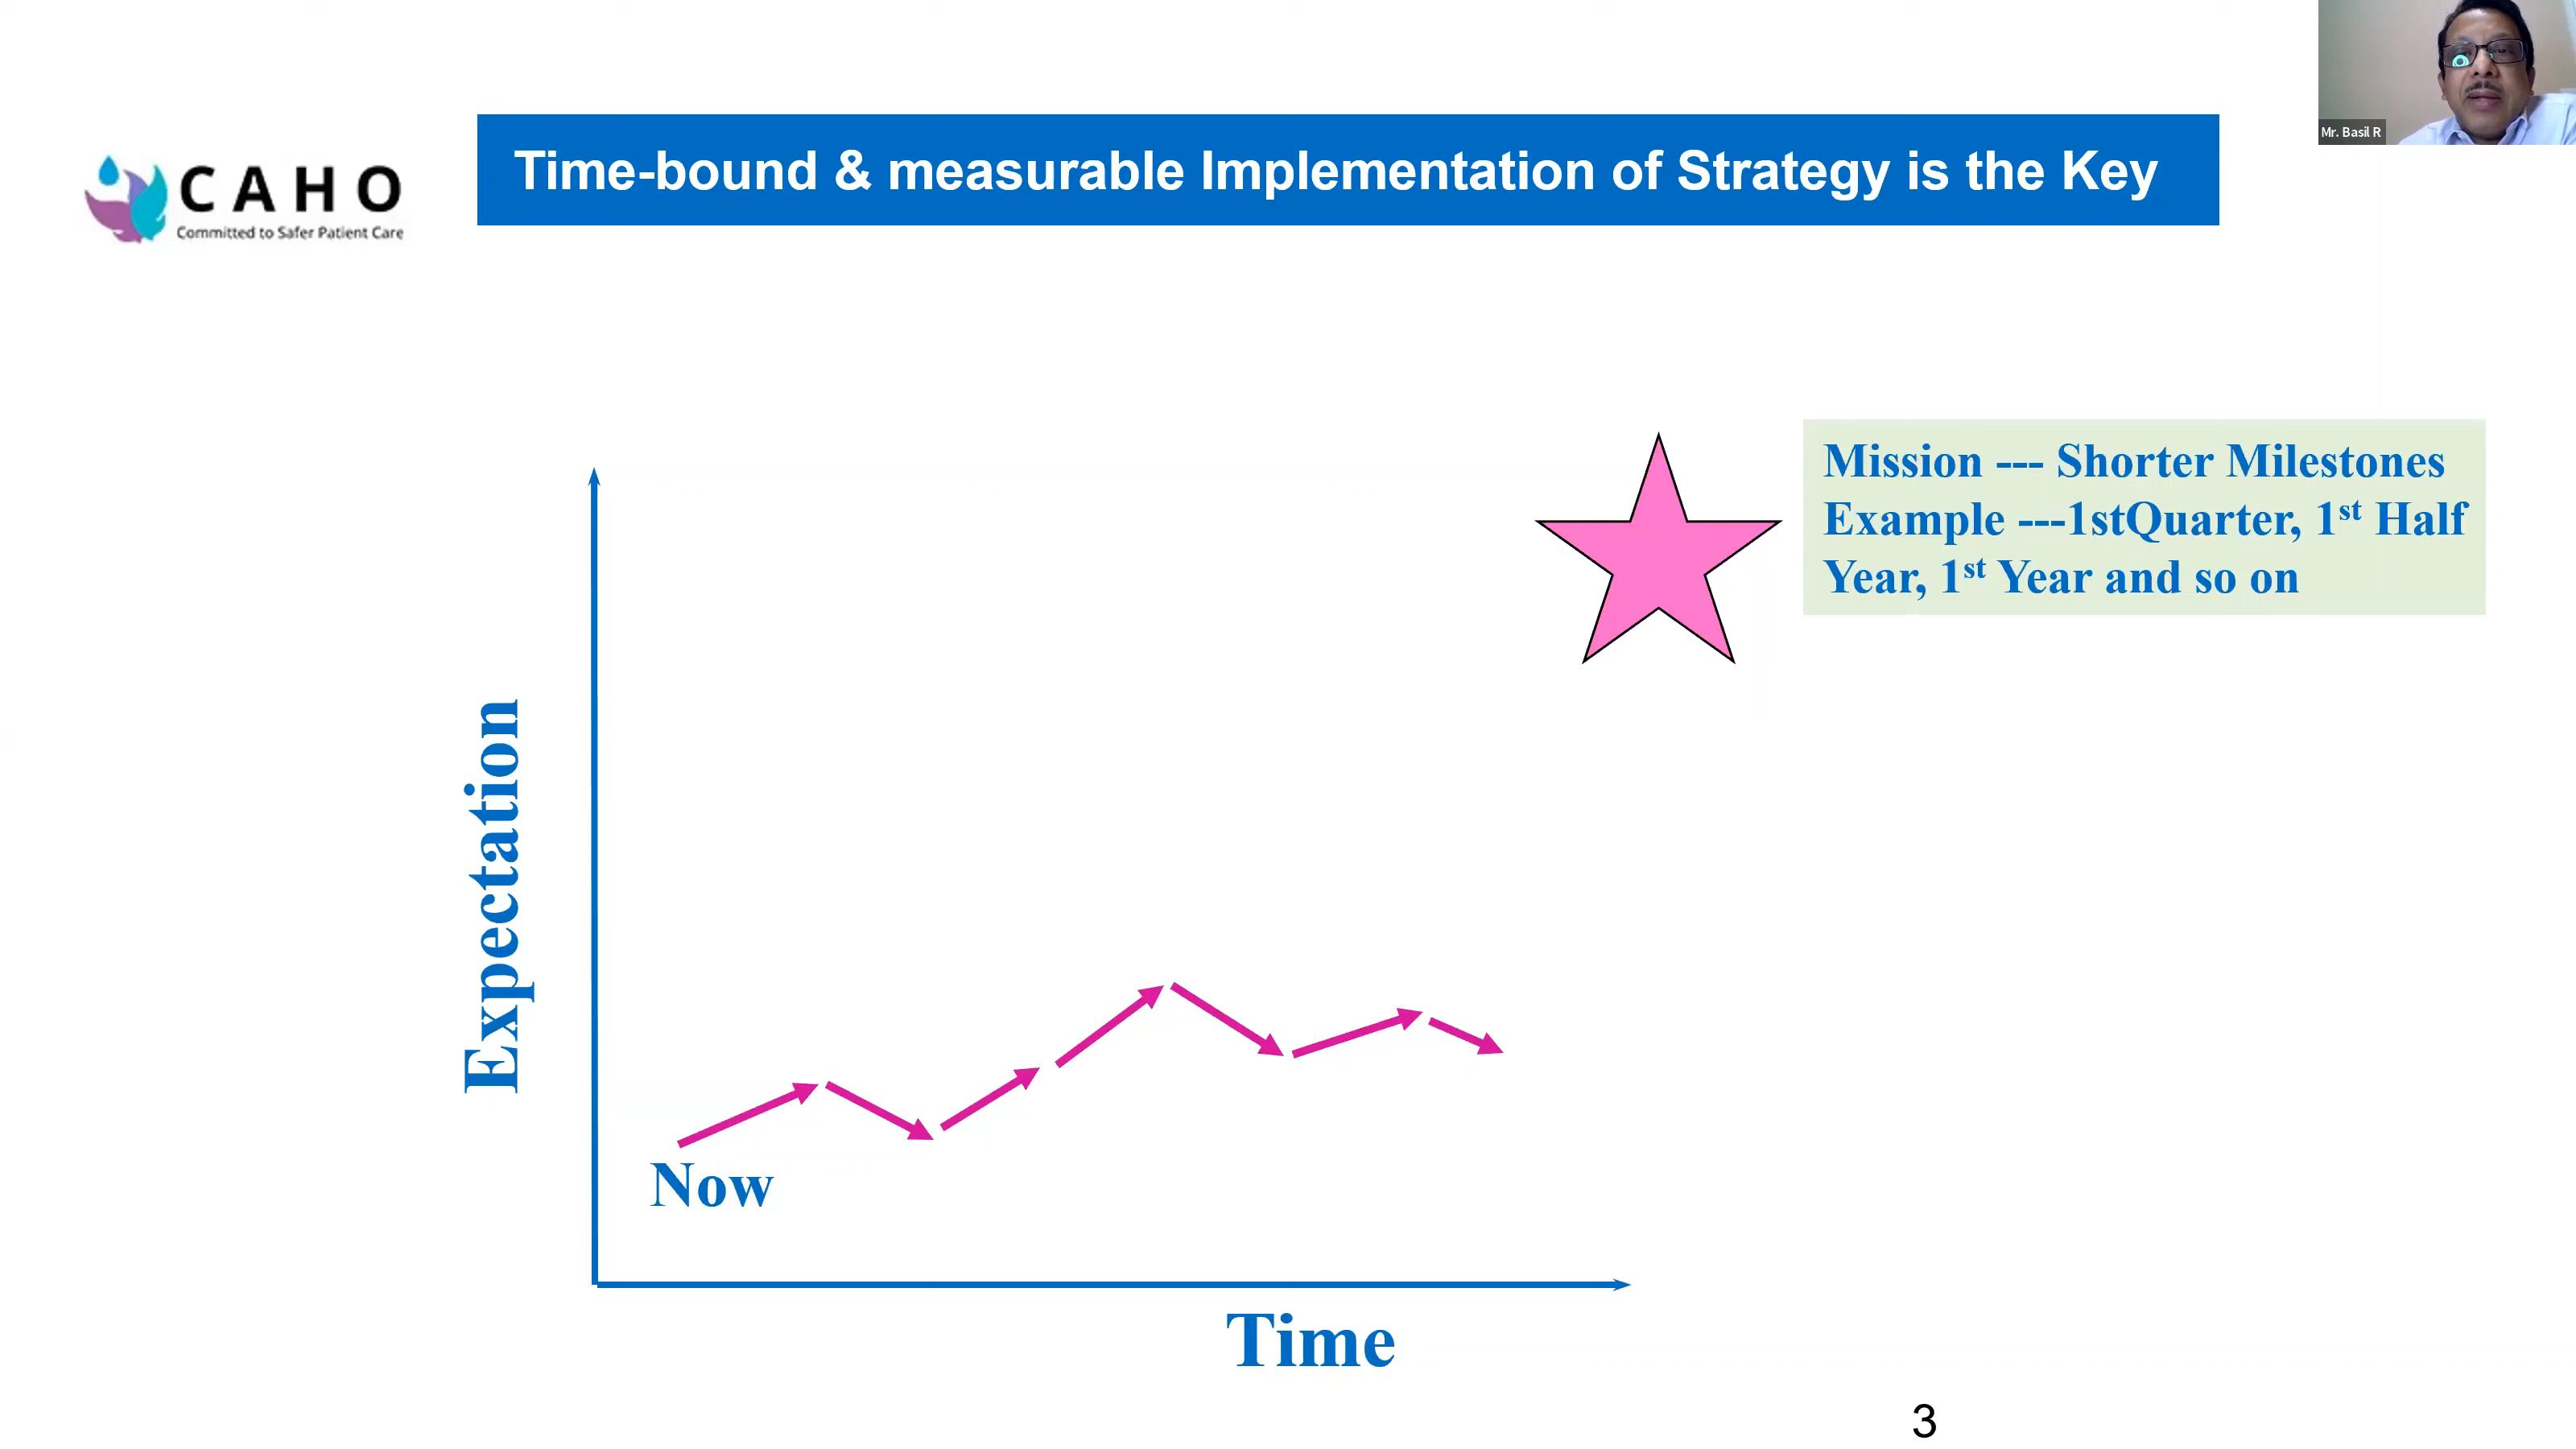 Mr. Basil R
CAHO
Committed to Safer Patient Care
Time-bound & measurable Implementation of Strategy is the Key
Mission --- Shorter Milestones
Example ---1stQuarter, 1st Half
Year, 1st Year and so on
Expectation
Now
Time
3